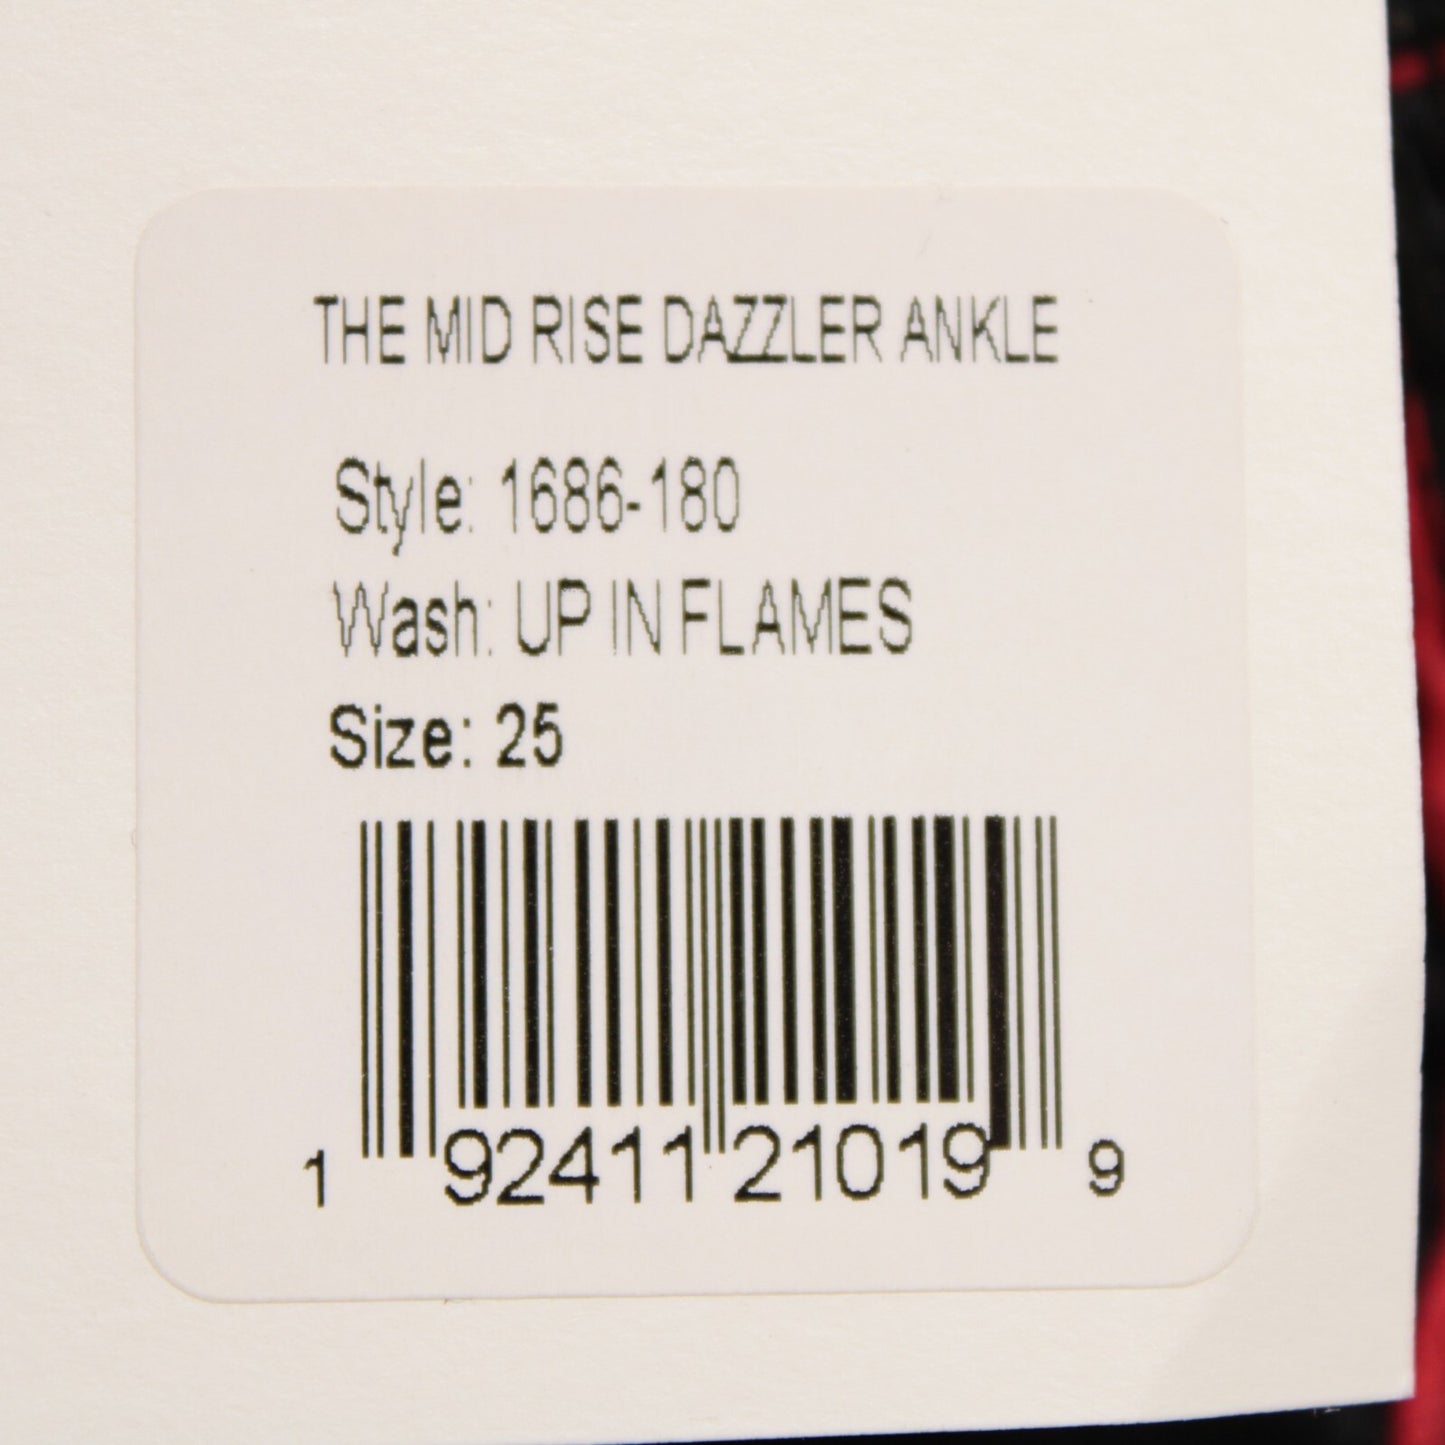 THE MID RISE DAZZLER ANKLE
Style: 1686-180
Wash: UP IN FLAMES
Size: 25
1 92411 21019 9